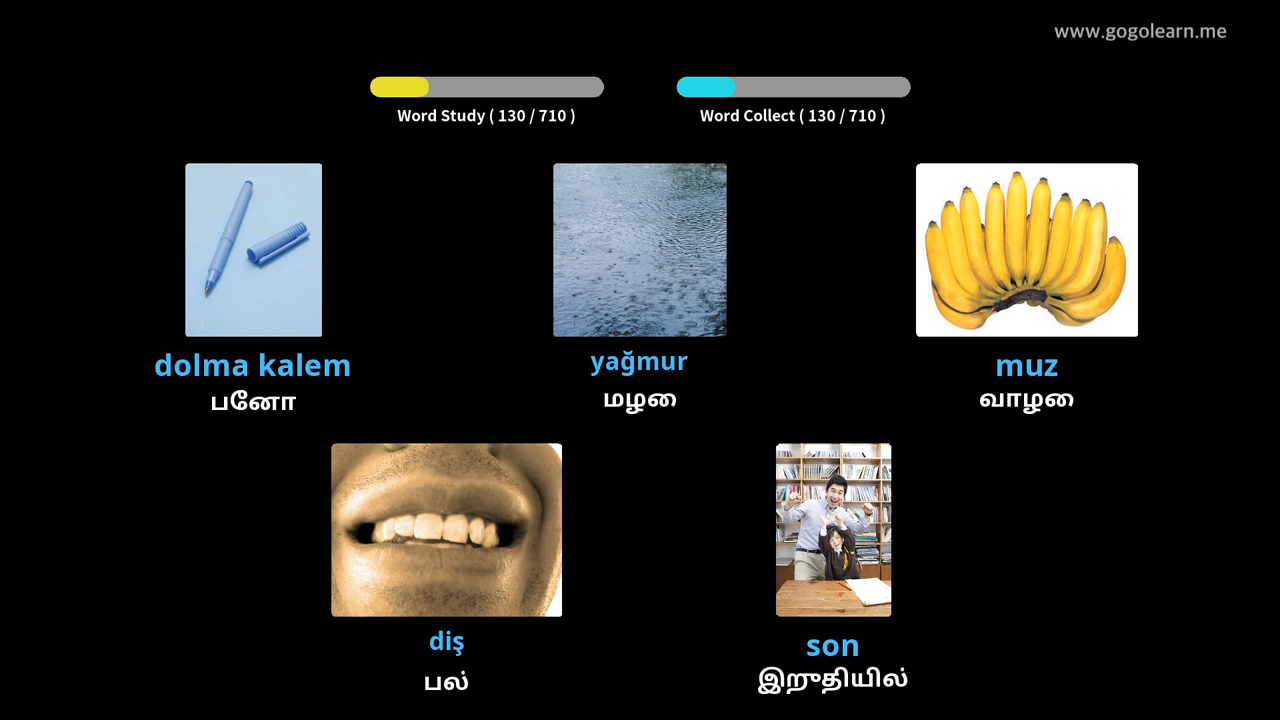 www.gogolearn.me
Word Study ( 130 / 710 )
Word Collect ( 130 / 710 )
dolma kalem
பனோ
yağmur
மழை
muz
வாழை
diş
பல்
son
இறுதியில்